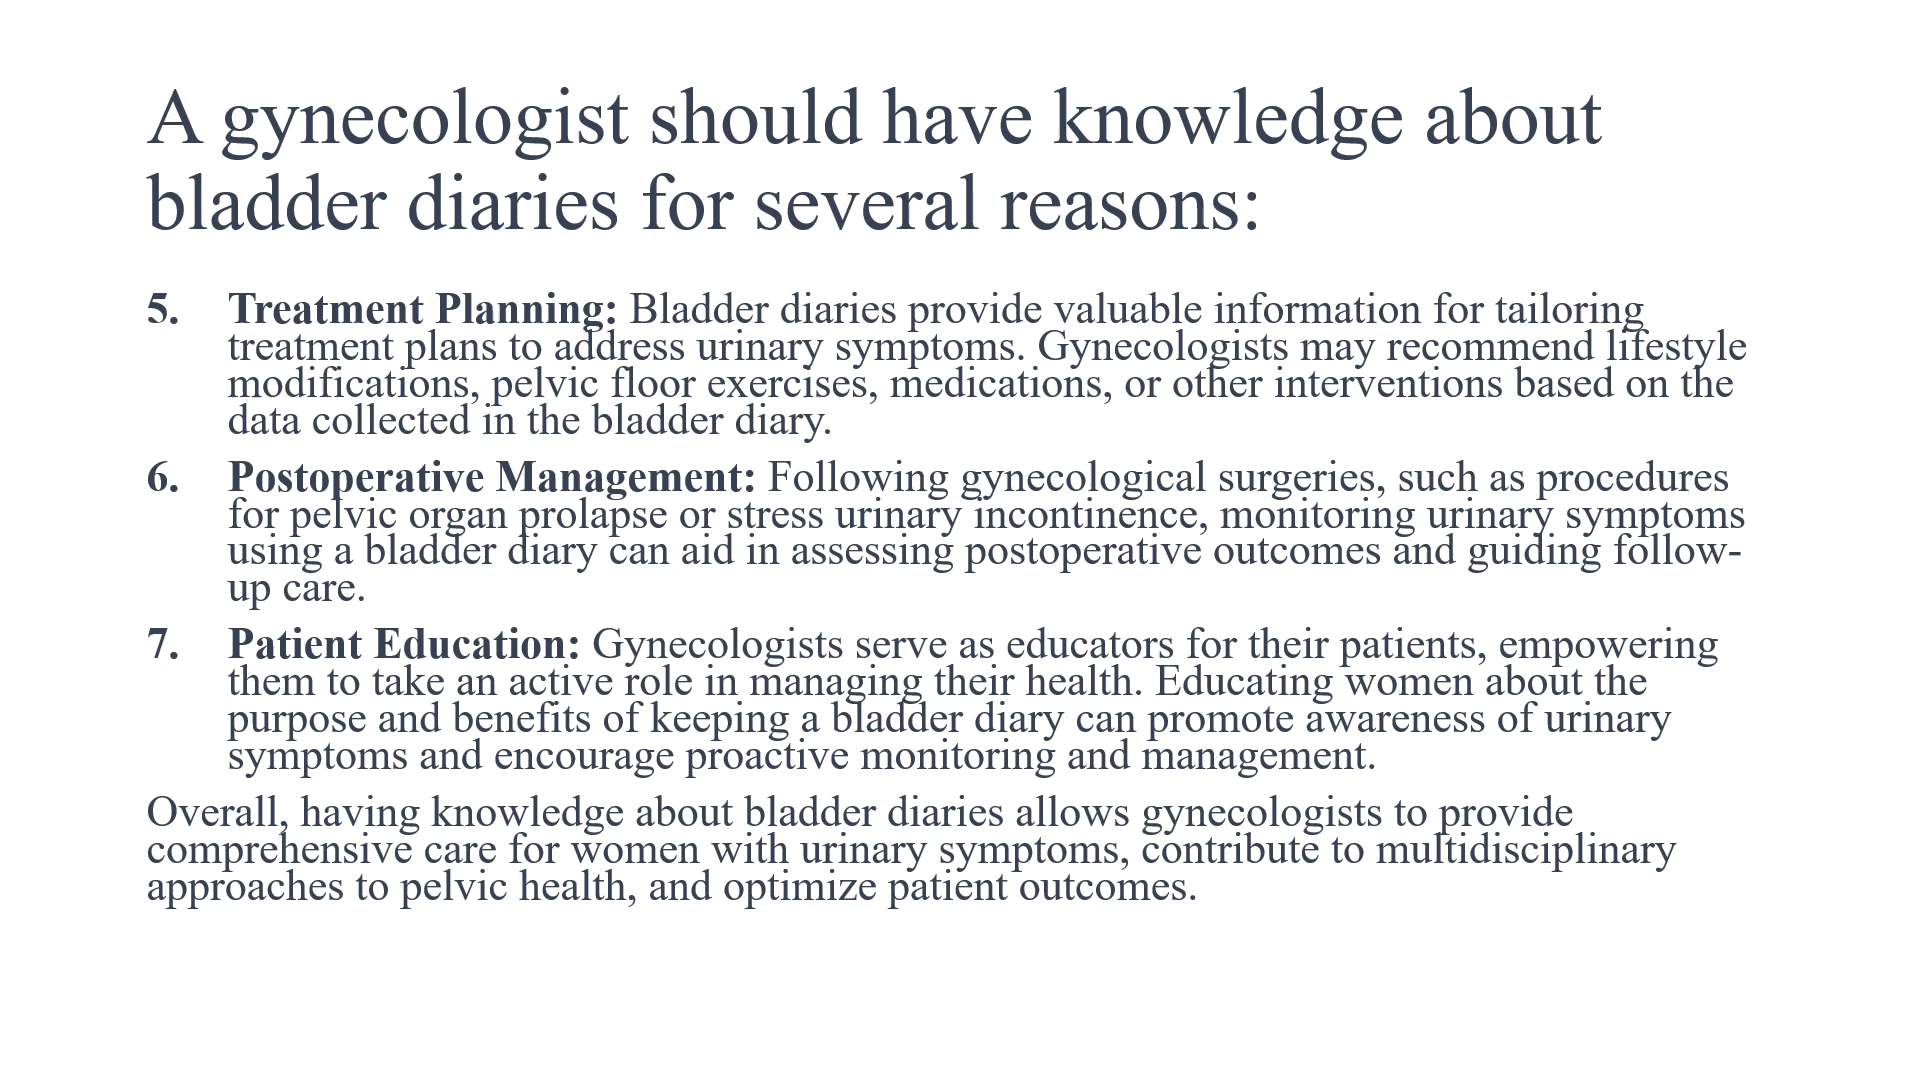 A gynecologist should have knowledge about
bladder diaries for several reasons:
5. Treatment Planning: Bladder diaries provide valuable information for tailoring
treatment plans to address urinary symptoms. Gynecologists may recommend lifestyle
modifications, pelvic floor exercises, medications, or other interventions based on the
data collected in the bladder diary.
6. Postoperative Management: Following gynecological surgeries, such as procedures
for pelvic organ prolapse or stress urinary incontinence, monitoring urinary symptoms
using a bladder diary can aid in assessing postoperative outcomes and guiding follow-
up care.
7. Patient Education: Gynecologists serve as educators for their patients, empowering
them to take an active role in managing their health. Educating women about the
purpose and benefits of keeping a bladder diary can promote awareness of urinary
symptoms and encourage proactive monitoring and management.
Overall, having knowledge about bladder diaries allows gynecologists to provide
comprehensive care for women with urinary symptoms, contribute to multidisciplinary
approaches to pelvic health, and optimize patient outcomes.